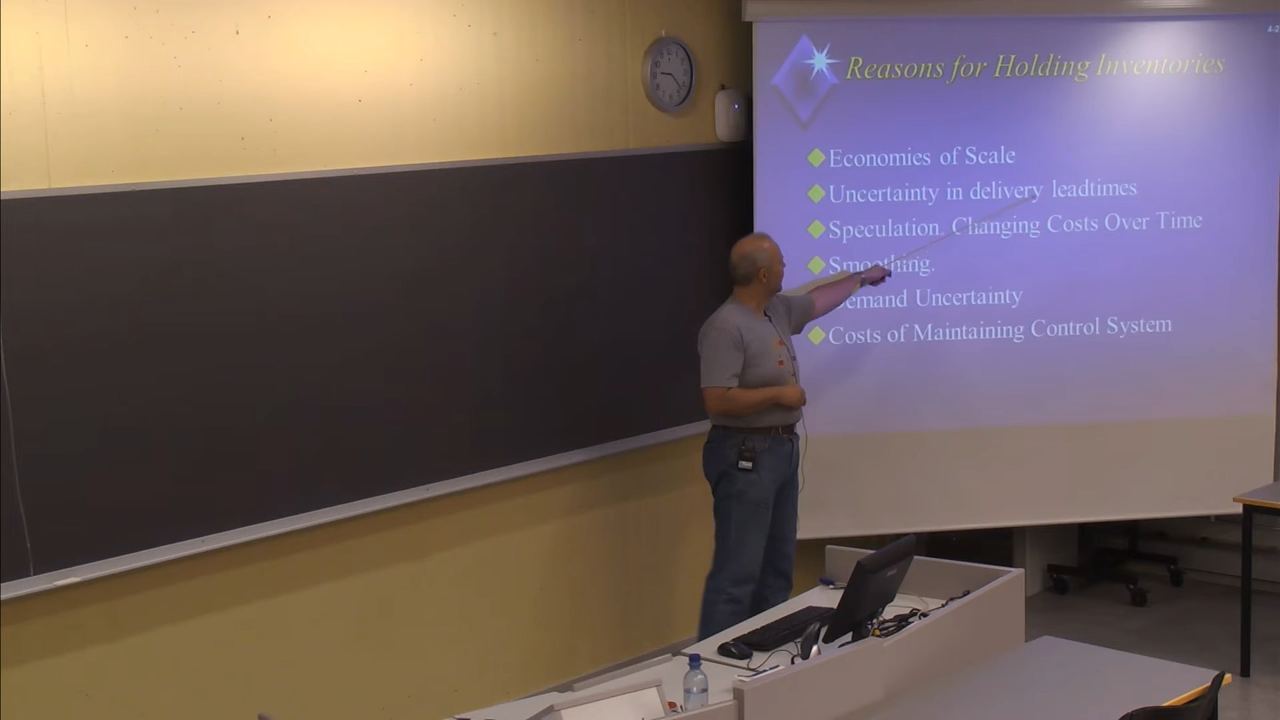 Reasons for Holding Inventories
Economies of Scale
Uncertainty in delivery leadtimes
Speculation. Changing Costs Over Time
Smoothing.
Demand Uncertainty
Costs of Maintaining Control System